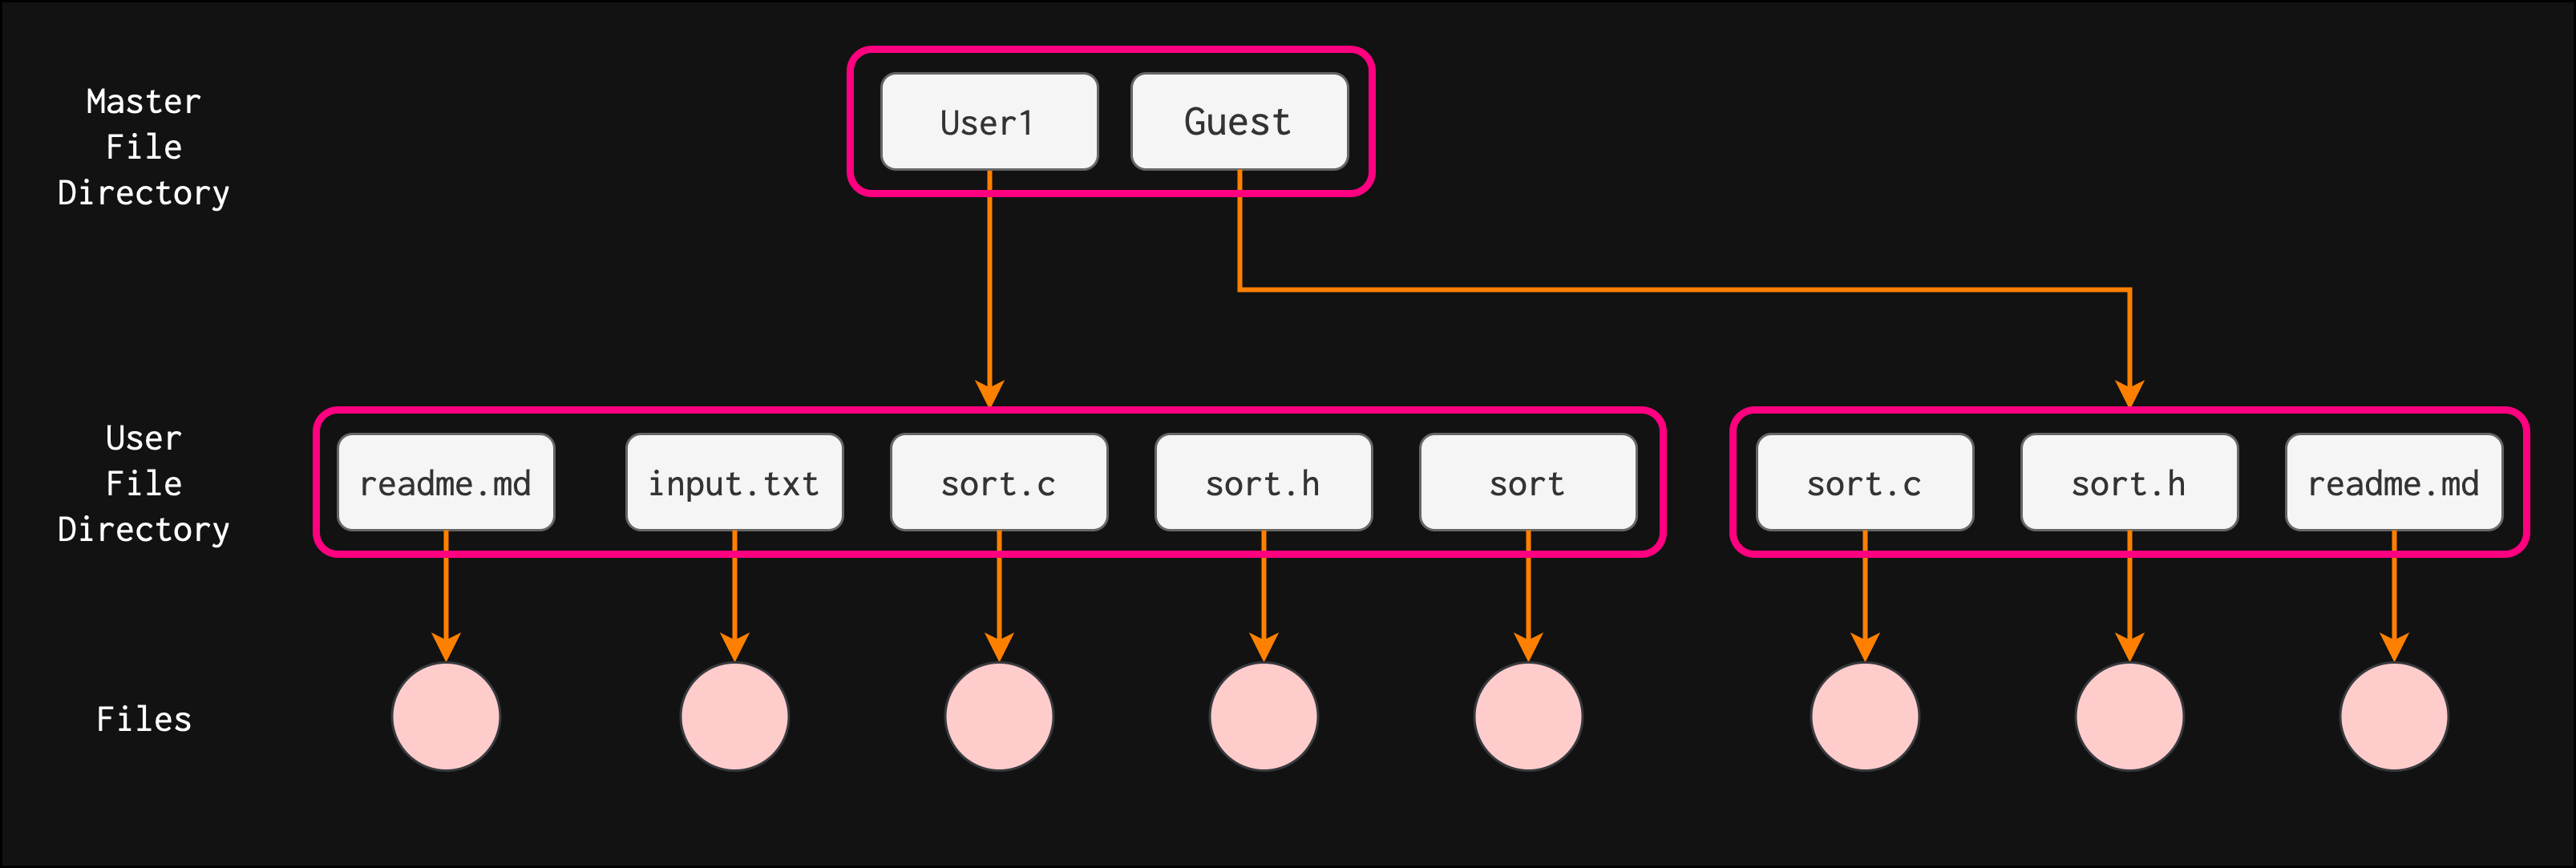 Master
File
Directory
User1
Guest
User
File
Directory
readme.md
input.txt
sort.c
sort.h
sort
sort.c
sort.h
readme.md
Files